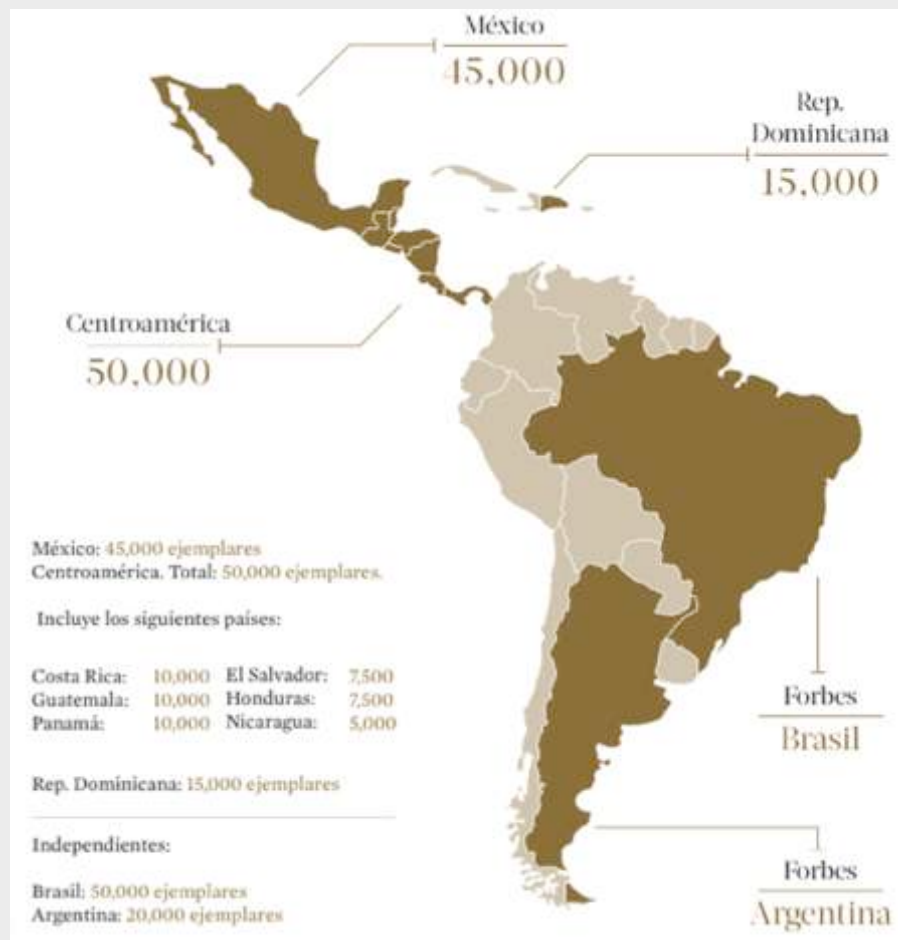 México
45,000
Rep.
Dominicana
15,000
Centroamérica
50,000
México: 45,000 ejemplares
Centroamérica. Total: 50,000 ejemplares.
Incluye los siguientes países:
Costa Rica: 10,000 El Salvador: 7,500
Guatemala: 10,000 Honduras: 7,500
Panamá: 10,000 Nicaragua: 5,000
Rep. Dominicana: 15,000 ejemplares
Independientes:
Brasil: 50,000 ejemplares
Argentina: 20,000 ejemplares
Forbes
Brasil
Forbes
Argentina